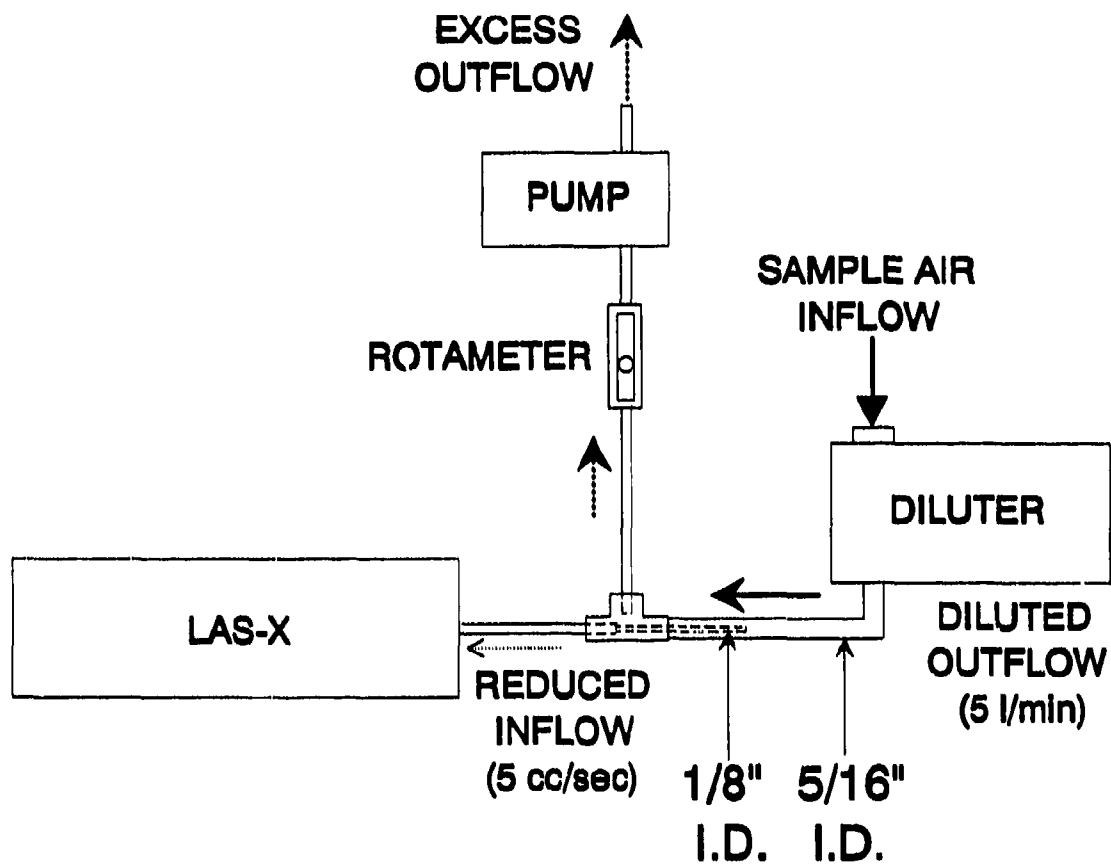 EXCESS
OUTFLOW
PUMP
SAMPLE AIR
INFLOW
ROTAMETER
DILUTER
LAS-X
DILUTED
OUTFLOW
(5 l/min)
REDUCED
INFLOW
(5 cc/sec)
1/8"
I.D.
5/16"
I.D.